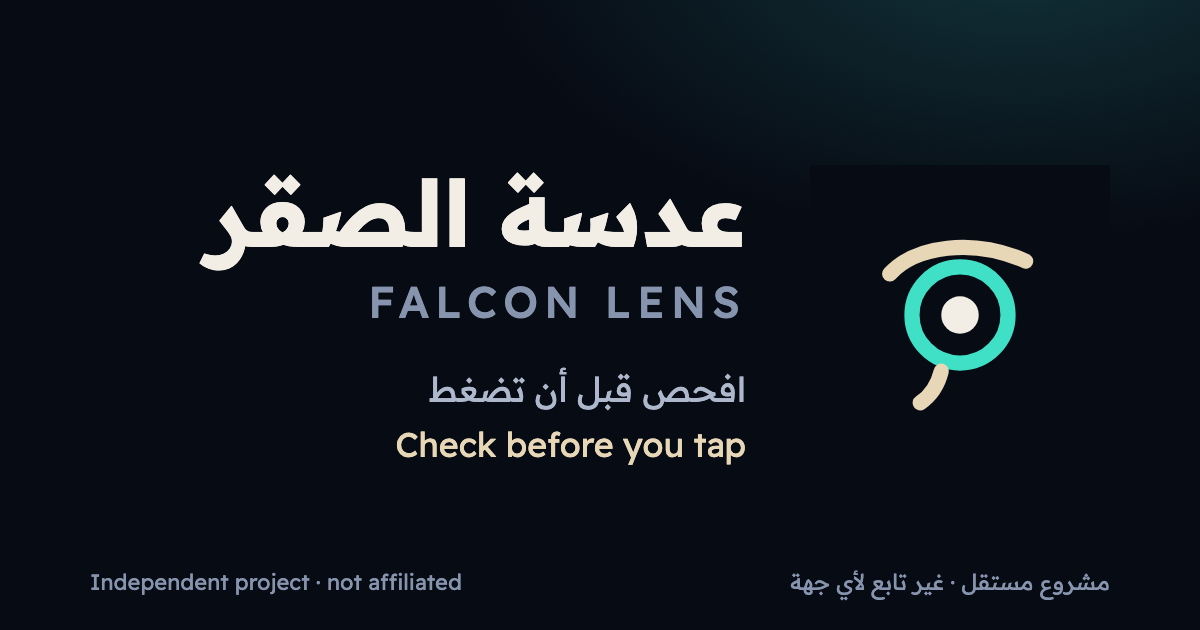 عدسة الصقر
FALCON LENS
افحص قبل أن تضغط
Check before you tap
Independent project · not affiliated
مشروع مستقل · غير تابع لأي جهة